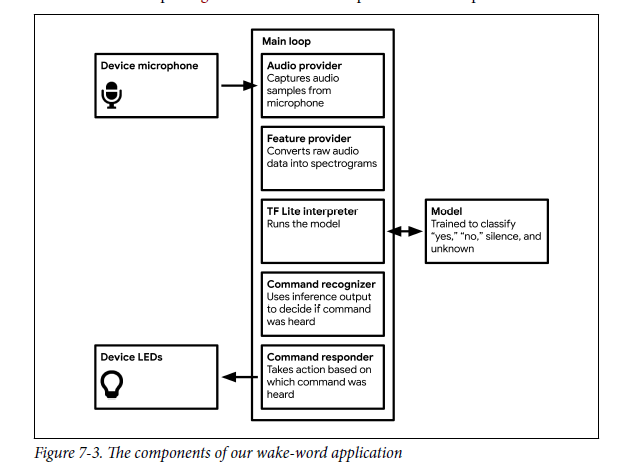 Main loop
Device microphone
Audio provider
Captures audio
samples from
microphone
Feature provider
Converts raw audio
data into spectrograms
TF Lite interpreter
Runs the model
Model
Trained to classify
“yes,” “no,” silence, and
unknown
Command recognizer
Uses inference output
to decide if command
was heard
Device LEDs
Command responder
Takes action based on
which command was
heard
Figure 7-3. The components of our wake-word application